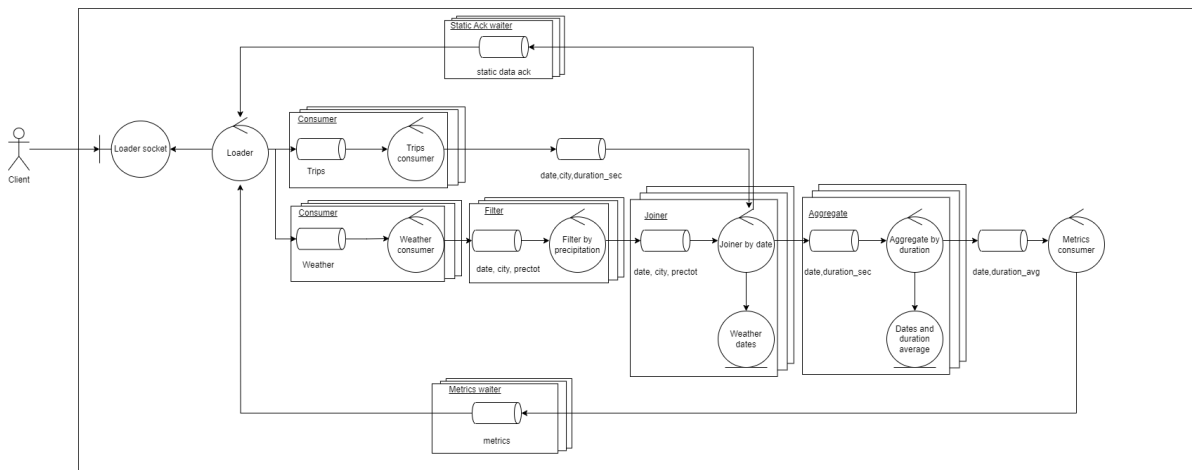 Static Ack waiter
static data ack
Client
Loader socket
Loader
Consumer
Trips
Trips
consumer
date,city,duration_sec
Consumer
Weather
Weather
consumer
Filter
date, city, prectot
Filter by
precipitation
Joiner
date, city, prectot
Joiner by date
Weather
dates
Aggregate
date,duration_sec
Aggregate by
duration
Dates and
duration
average
date,duration_avg
Metrics
consumer
Metrics waiter
metrics